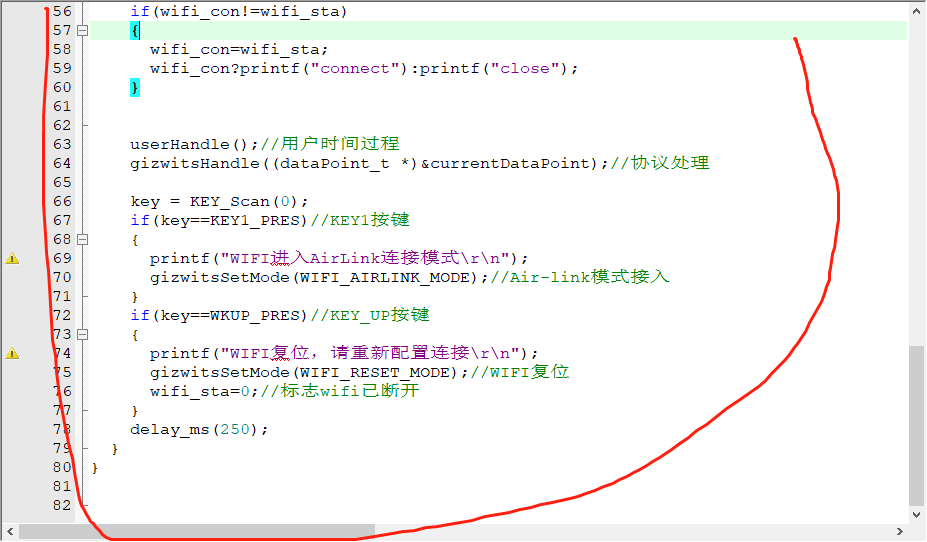 56 if(wifi_con!=wifi_sta)
57 {
58 wifi_con=wifi_sta;
59 wifi_con?printf("connect"):printf("close");
60 }
61
62
63 userHandle();//用户时间过程
64 gizwitsHandle((dataPoint_t *)&currentDataPoint);//协议处理
65
66 key = KEY_Scan(0);
67 if(key==KEY1_PRES)//KEY1按键
68 {
69 printf("WIFI进入AirLink连接模式\r\n");
70 gizwitsSetMode(WIFI_AIRLINK_MODE);//Air-link模式接入
71 }
72 if(key==WKUP_PRES)//KEY_UP按键
73 {
74 printf("WIFI复位，请重新配置连接\r\n");
75 gizwitsSetMode(WIFI_RESET_MODE);//WIFI复位
76 wifi_sta=0;//标志wifi已断开
77 }
78 delay_ms(250);
79 }
80 }
81
82